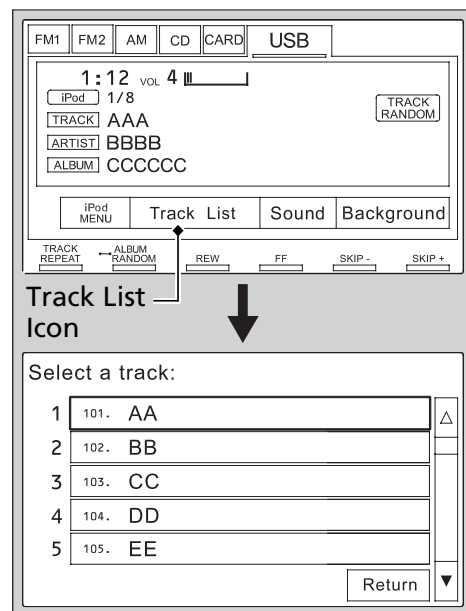 FM1 FM2 AM CD CARD USB
1:12 VOL 4
iPod 1/8
TRACK AAA
TRACK RANDOM
ARTIST BBBB
ALBUM CCCCCC
iPod MENU Track List Sound Background
TRACK REPEAT ALBUM RANDOM REW FF SKIP - SKIP +
Track List
Icon
Select a track:
1 101. AA
2 102. BB
3 103. CC
4 104. DD
5 105. EE
Return